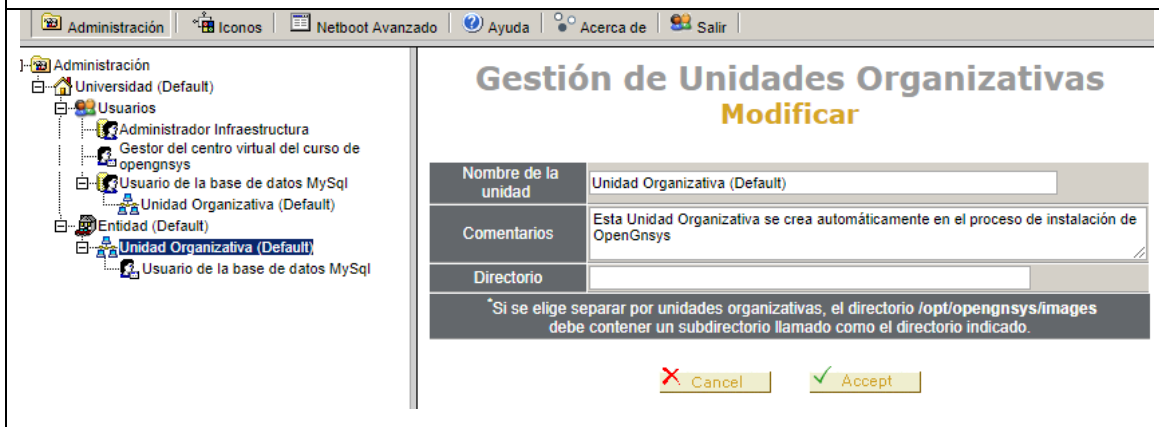 Administración Iconos Netboot Avanzado Ayuda Acerca de Salir
Administración
Universidad (Default)
Usuarios
Administrador Infraestructura
Gestor del centro virtual del curso de
opengnsys
Usuario de la base de datos MySql
Unidad Organizativa (Default)
Entidad (Default)
Unidad Organizativa (Default)
Usuario de la base de datos MySql
Gestión de Unidades Organizativas
Modificar
Nombre de la
unidad
Unidad Organizativa (Default)
Comentarios
Esta Unidad Organizativa se crea automáticamente en el proceso de instalación de
OpenGnsys
Directorio
*Si se elige separar por unidades organizativas, el directorio /opt/opengnsys/images
debe contener un subdirectorio llamado como el directorio indicado.
Cancel Accept